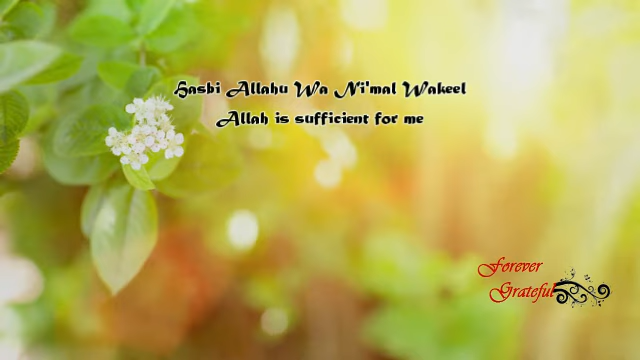 Hasbi Allahu Wa Ni'mal Wakeel
Allah is sufficient for me
Forever
Grateful